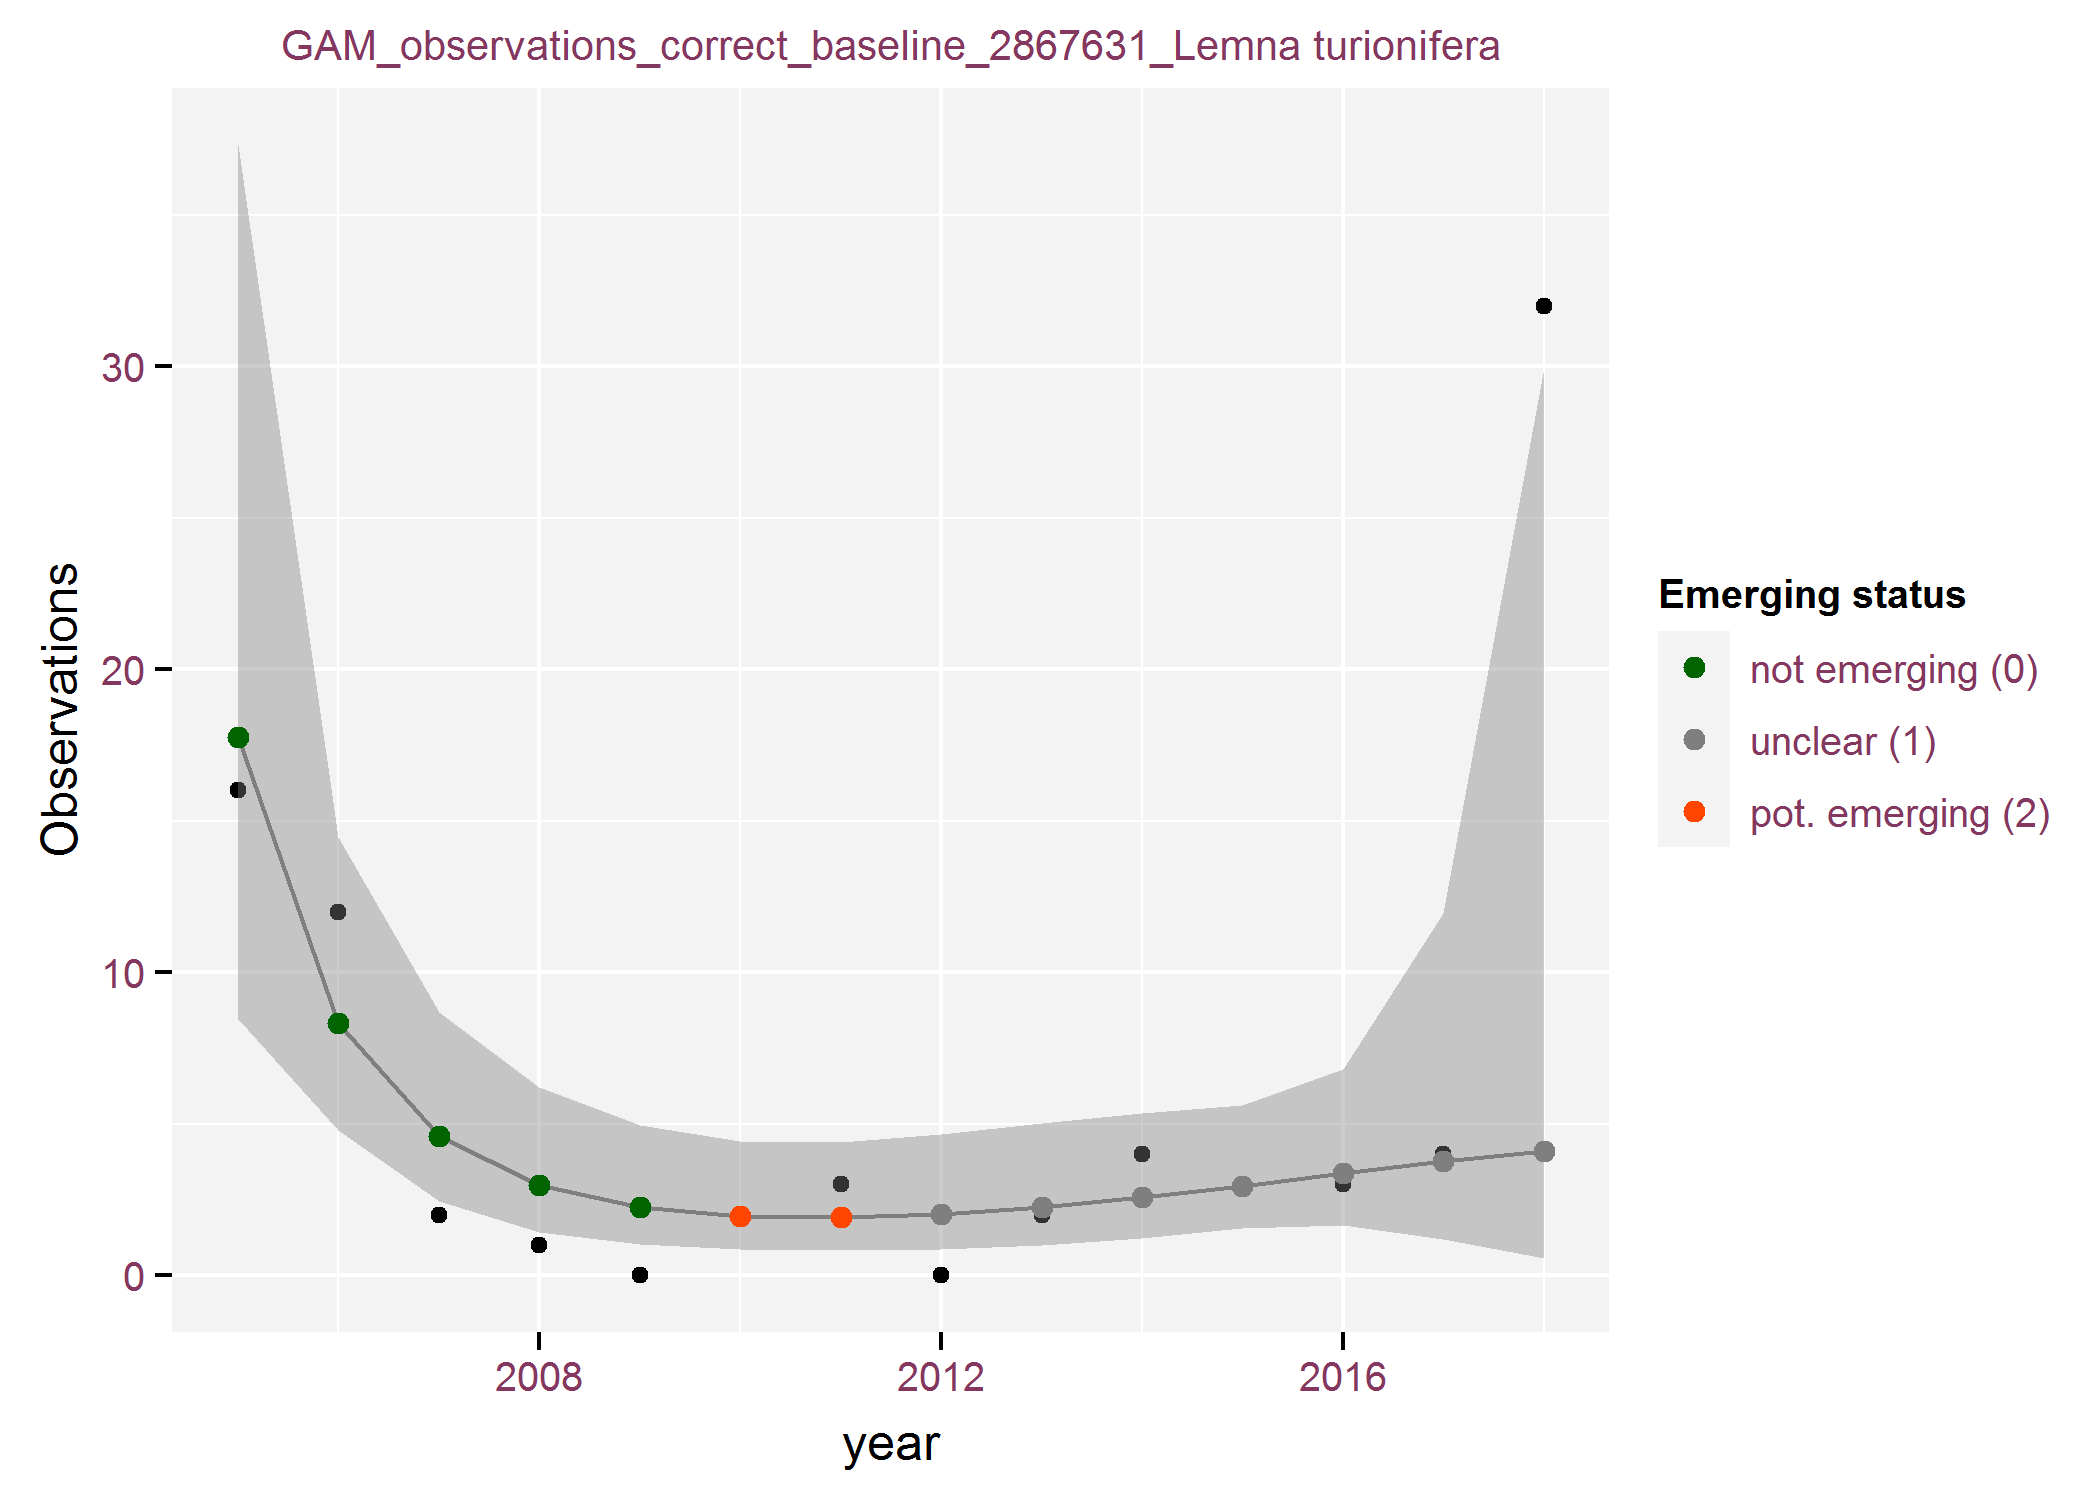 GAM_observations_correct_baseline_2867631_Lemna turionifera
Observations
30
20
10
0
2008
2012
2016
year
Emerging status
not emerging (0)
unclear (1)
pot. emerging (2)